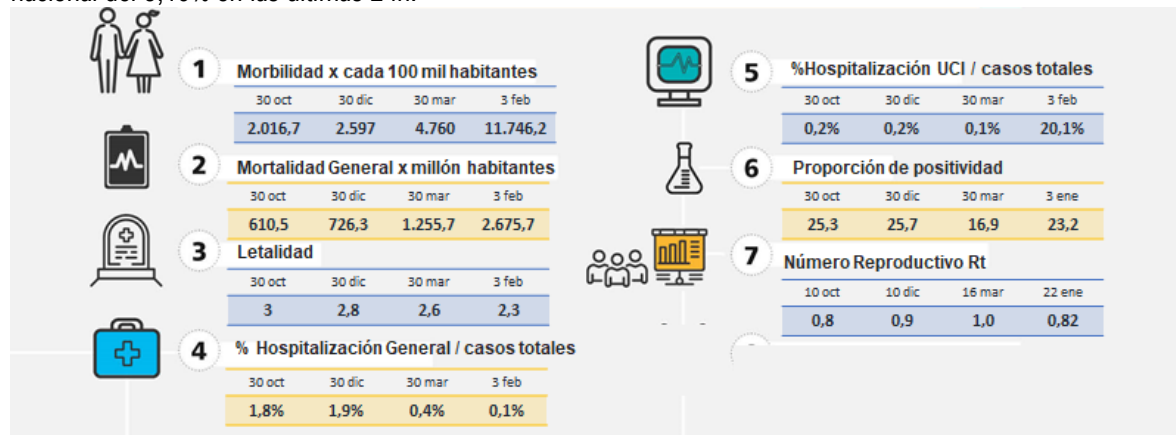 1 Morbilidad x cada 100 mil habitantes
30 oct 30 dic 30 mar 3 feb
2.016,7 2.597 4.760 11.746,2
2 Mortalidad General x millón habitantes
30 oct 30 dic 30 mar 3 feb
610,5 726,3 1.255,7 2.675,7
3 Letalidad
30 oct 30 dic 30 mar 3 feb
3 2,8 2,6 2,3
4 % Hospitalización General / casos totales
30 oct 30 dic 30 mar 3 feb
1,8% 1,9% 0,4% 0,1%
5 %Hospitalización UCI / casos totales
30 oct 30 dic 30 mar 3 feb
0,2% 0,2% 0,1% 20,1%
6 Proporción de positividad
30 oct 30 dic 30 mar 3 ene
25,3 25,7 16,9 23,2
7 Número Reproductivo Rt
10 oct 10 dic 16 mar 22 ene
0,8 0,9 1,0 0,82